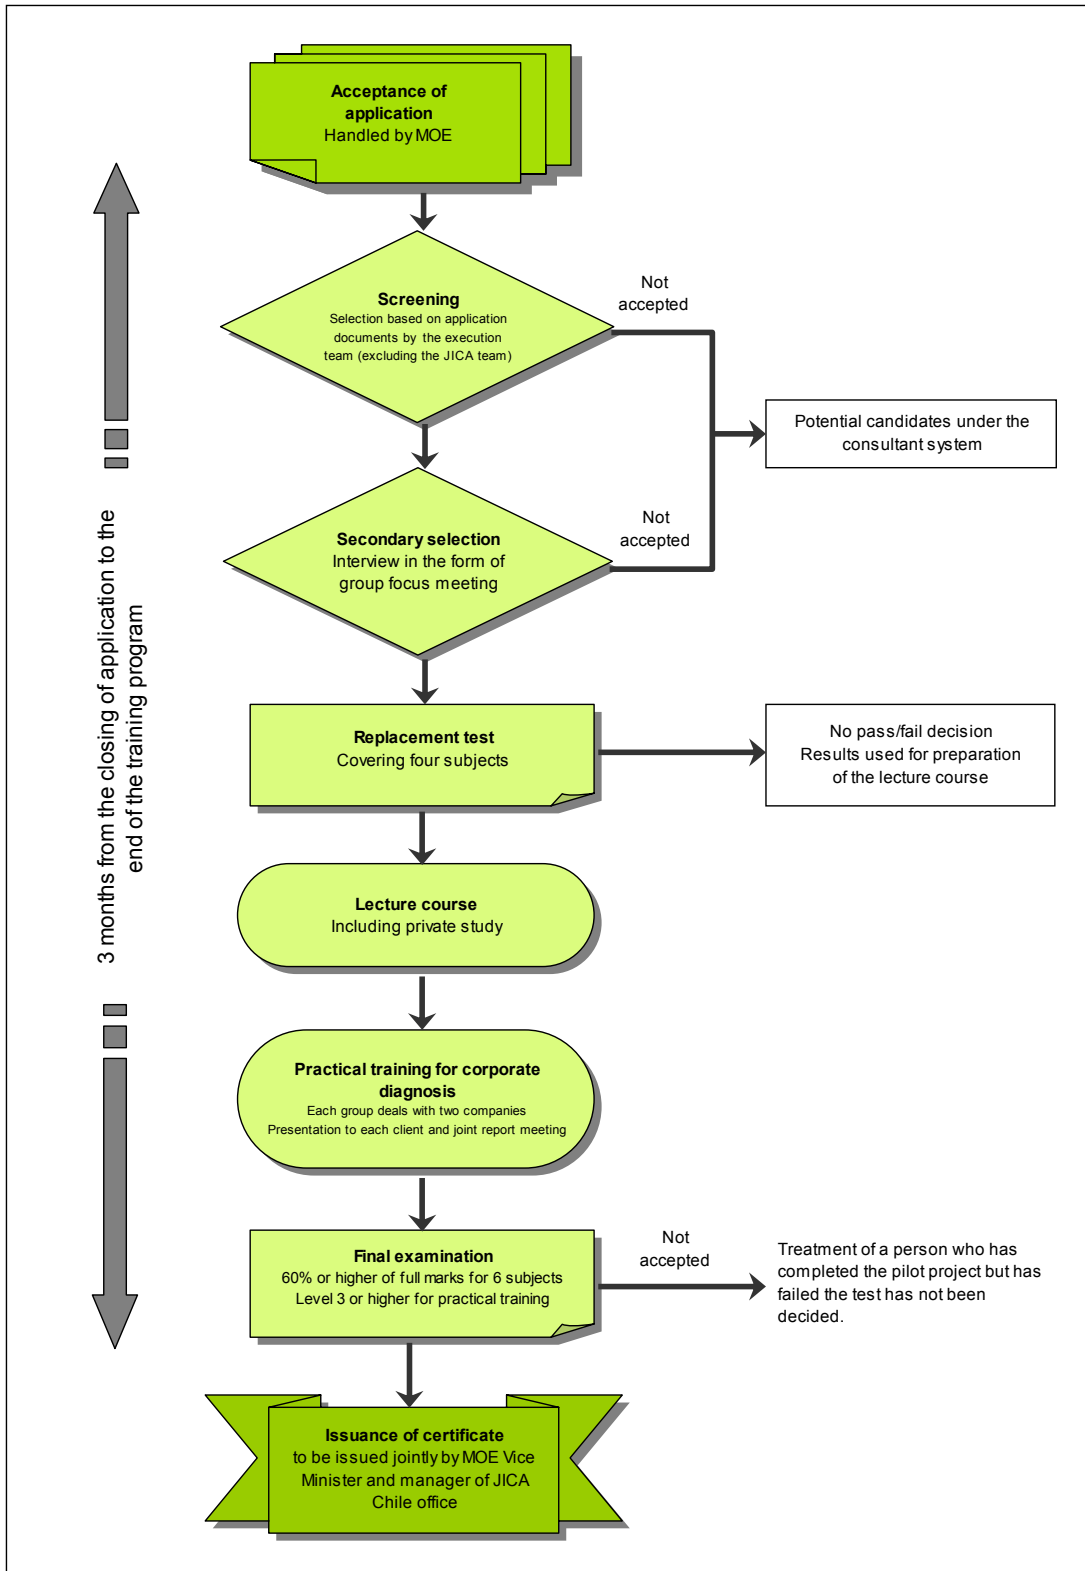 Acceptance of
application
Handled by MOE
Screening
Selection based on application
documents by the execution
team (excluding the JICA team)
Not
accepted
Potential candidates under the
consultant system
Secondary selection
Interview in the form of
group focus meeting
Not
accepted
3 months from the closing of application to the
end of the training program
Replacement test
Covering four subjects
No pass/fail decision
Results used for preparation
of the lecture course
Lecture course
Including private study
Practical training for corporate
diagnosis
Each group deals with two companies
Presentation to each client and joint report meeting
Final examination
60% or higher of full marks for 6 subjects
Level 3 or higher for practical training
Not
accepted
Treatment of a person who has
completed the pilot project but has
failed the test has not been
decided.
Issuance of certificate
to be issued jointly by MOE Vice
Minister and manager of JICA
Chile office